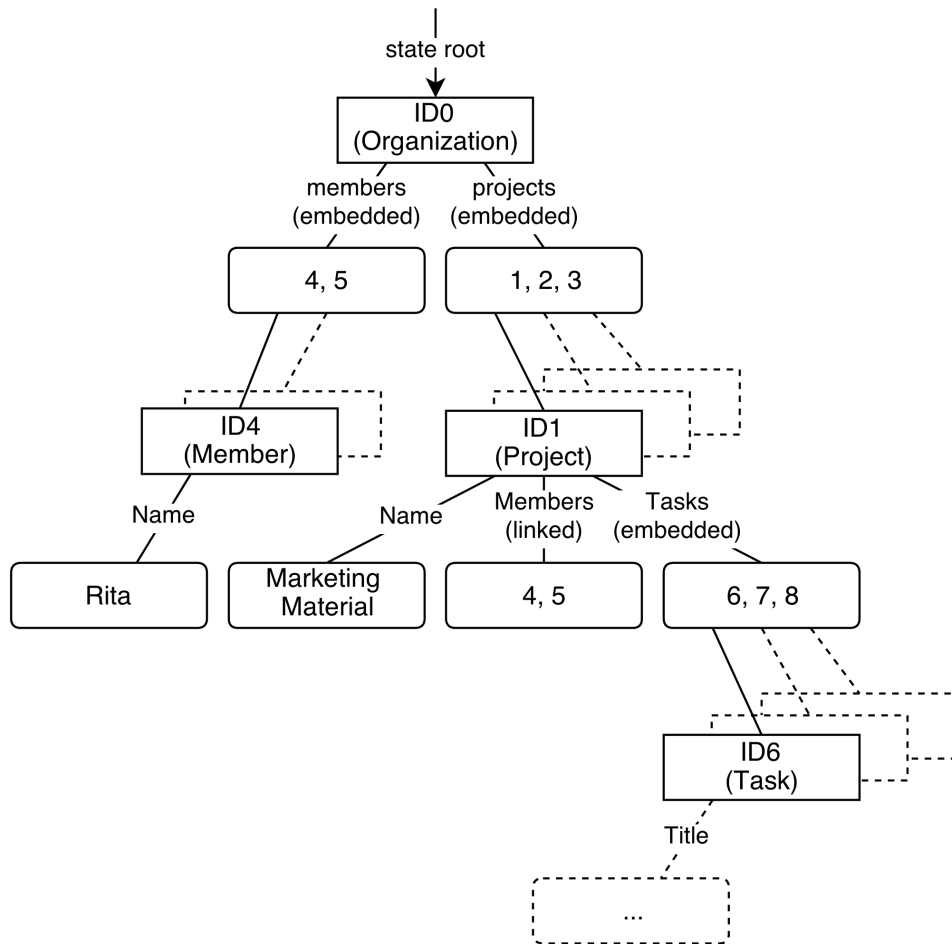 state root
ID0
(Organization)
members
(embedded)
projects
(embedded)
4, 5
1, 2, 3
ID4
(Member)
ID1
(Project)
Name
Name
Members
(linked)
Tasks
(embedded)
Rita
Marketing
Material
4, 5
6, 7, 8
ID6
(Task)
Title
...